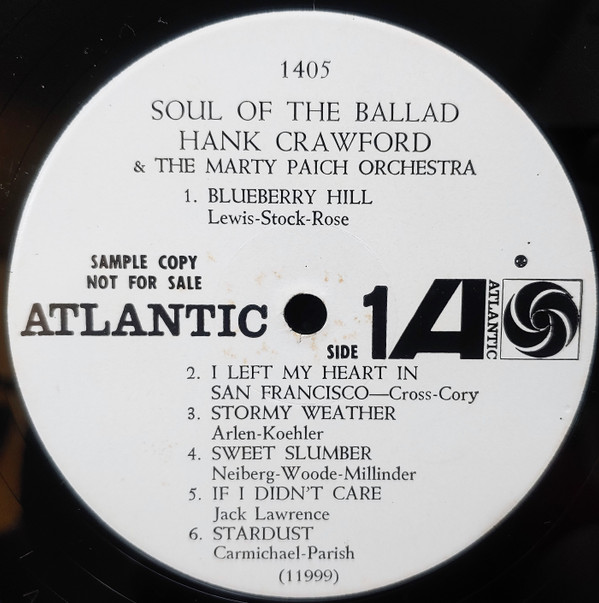 1405
SOUL OF THE BALLAD
HANK CRAWFORD
& THE MARTY PAICH ORCHESTRA
1. BLUEBERRY HILL
Lewis-Stock-Rose
SAMPLE COPY
NOT FOR SALE
ATLANTIC
SIDE 1
A
ATLANTIC
2. I LEFT MY HEART IN
SAN FRANCISCO—Cross-Cory
3. STORMY WEATHER
Arlen-Koehler
4. SWEET SLUMBER
Neiberg-Woode-Millinder
5. IF I DIDN'T CARE
Jack Lawrence
6. STARDUST
Carmichael-Parish
(11999)